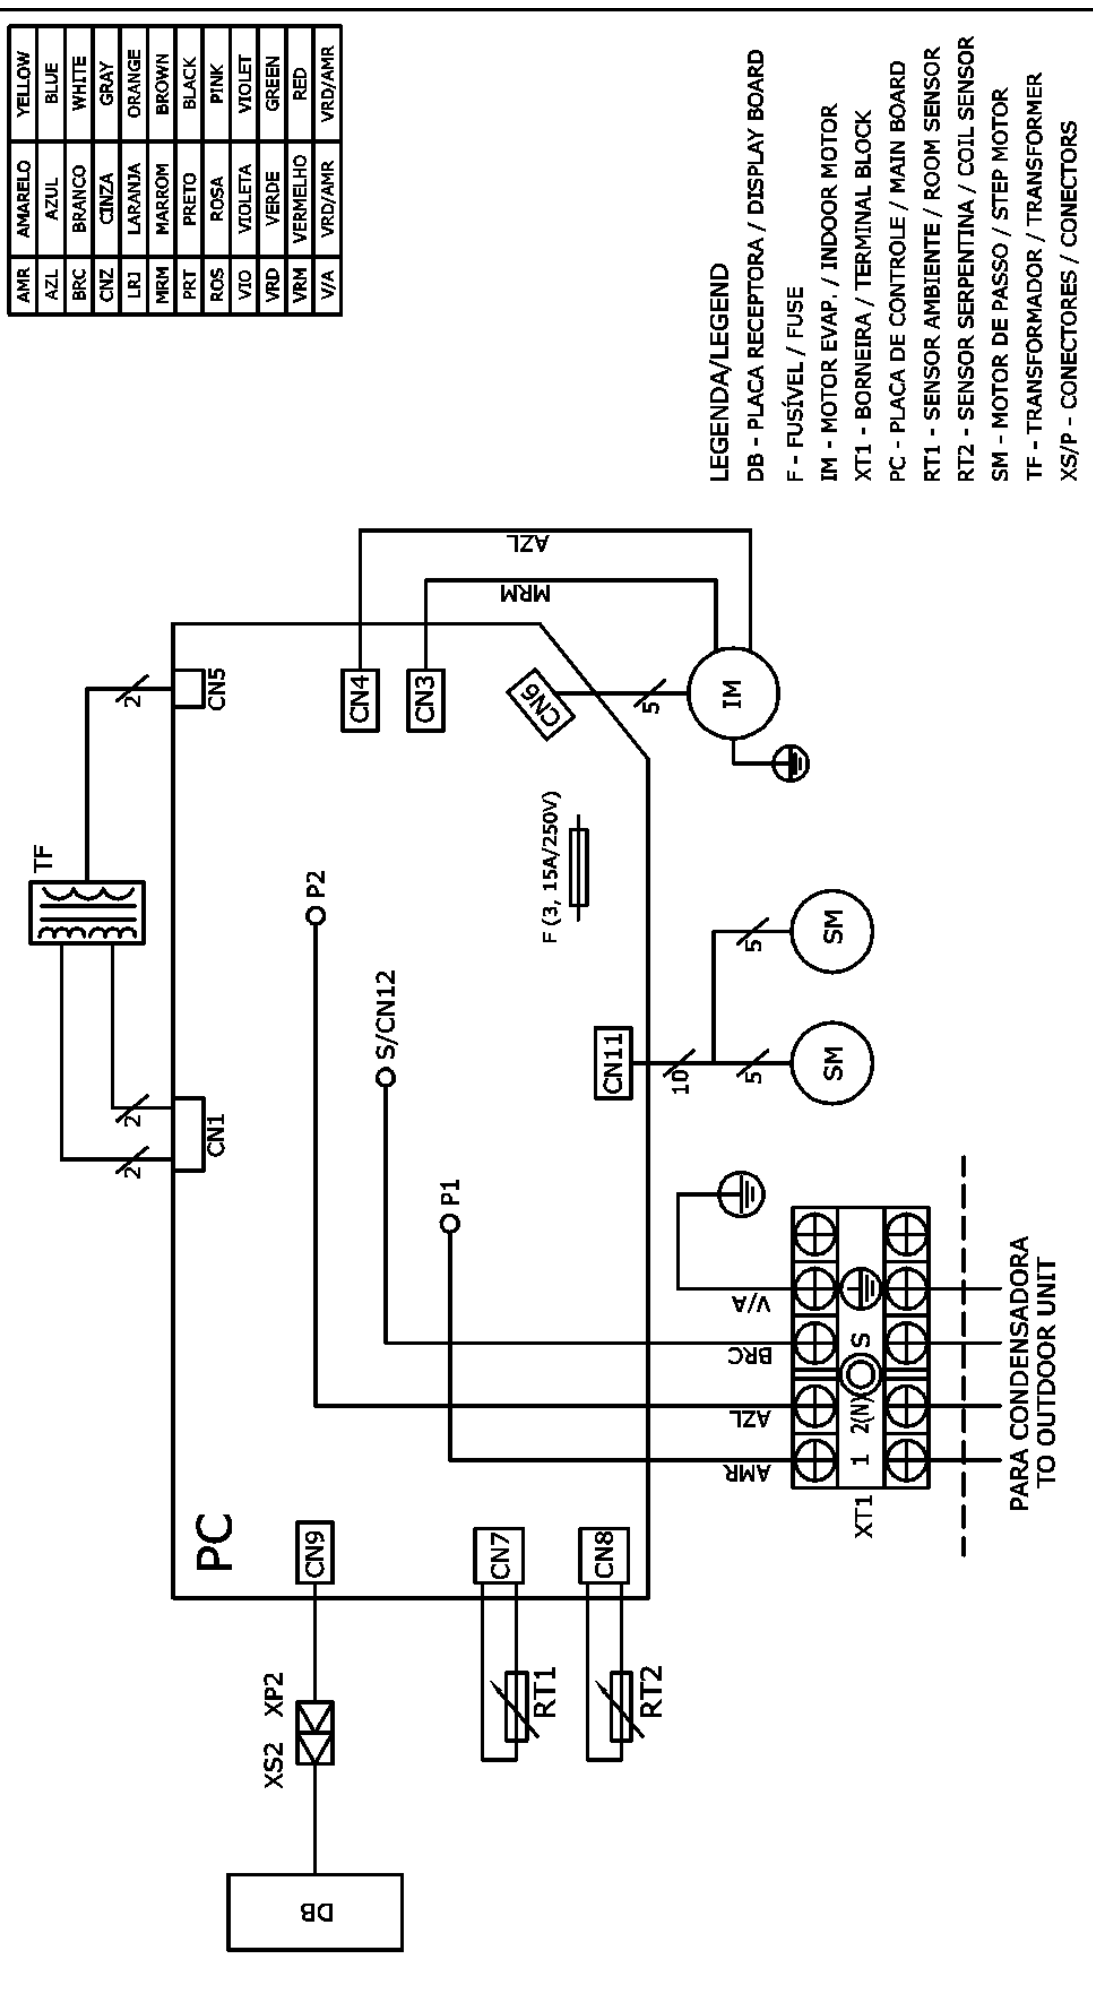 AMR AMARELO YELLOW
AZL AZUL BLUE
BRC BRANCO WHITE
CNZ CINZA GRAY
LRJ LARANJA ORANGE
MRM MARROM BROWN
PRT PRETO BLACK
ROS ROSA PINK
VIO VIOLETA VIOLET
VRD VERDE GREEN
VRM VERMELHO RED
V/A VRD/AMR VRD/AMR
TF
2
2
2
CN1
CN5
PC
XS2
XP2
DB
CN9
P2
S/CN12
P1
CN4
CN3
AZL
MRM
CN6
5
IM
F (3, 15A/250V)
CN7
RT1
CN8
RT2
CN11
10
5
5
SM
SM
AMR
AZL
BRC
V/A
XT1
1
2(N)
S
PARA CONDENSADORA
TO OUTDOOR UNIT
LEGENDA/LEGEND
DB - PLACA RECEPTORA / DISPLAY BOARD
F - FUSÍVEL / FUSE
IM - MOTOR EVAP. / INDOOR MOTOR
XT1 - BORNEIRA / TERMINAL BLOCK
PC - PLACA DE CONTROLE / MAIN BOARD
RT1 - SENSOR AMBIENTE / ROOM SENSOR
RT2 - SENSOR SERPENTINA / COIL SENSOR
SM - MOTOR DE PASSO / STEP MOTOR
TF - TRANSFORMADOR / TRANSFORMER
XS/P - CONECTORES / CONECTORS